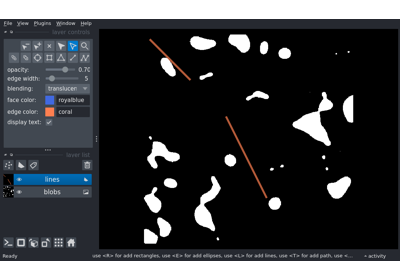 File View Plugins Window Help
layer controls
opacity: 0.70
edge width: 5
blending: translucen
face color: royalblue
edge color: coral
display text:
layer list
lines
blobs
Ready use <R> for add rectangles, use <E> for add ellipses, use <L> for add lines, use <T> for add path, use <... activity